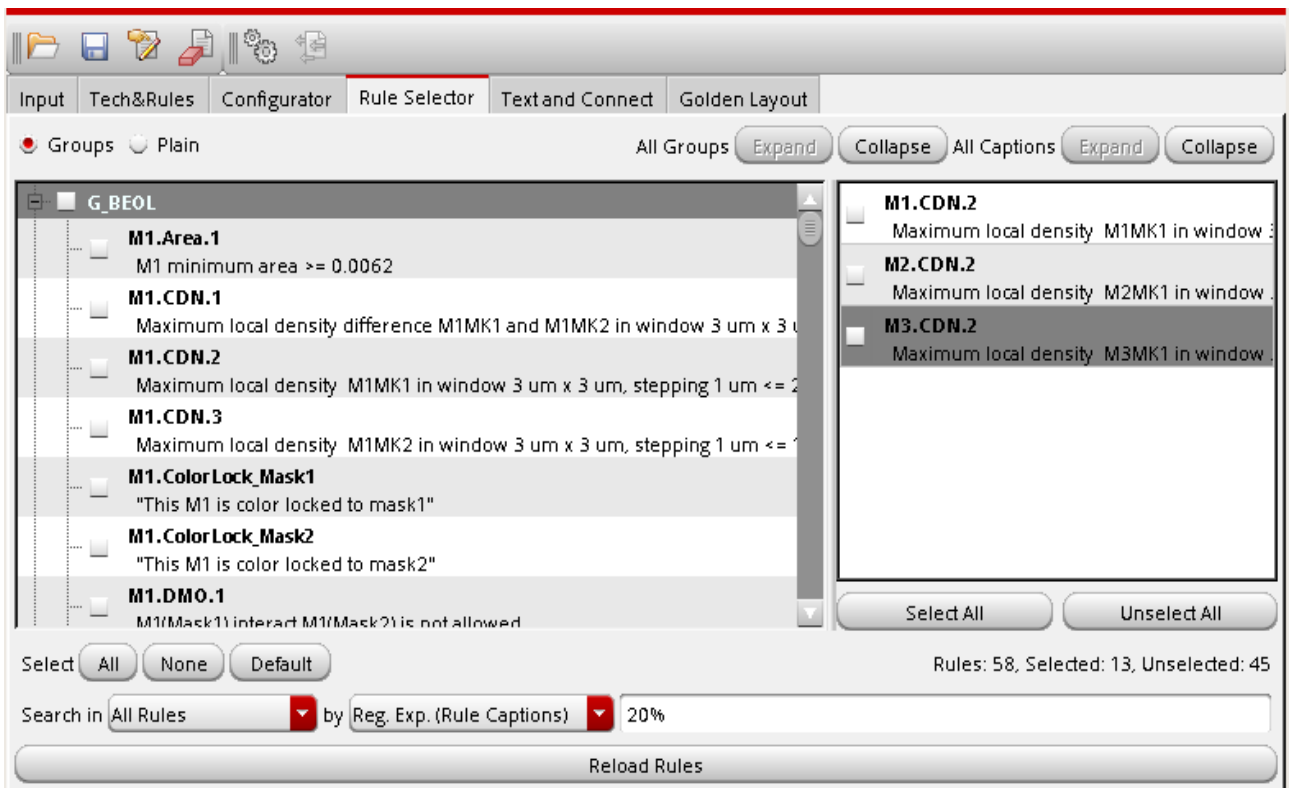 Input Tech&Rules Configurator Rule Selector Text and Connect Golden Layout
Groups Plain All Groups Expand Collapse All Captions Expand Collapse
G_BEOL
M1.Area.1
M1 minimum area >= 0.0062
M1.CDN.1
Maximum local density difference M1MK1 and M1MK2 in window 3 um x 3
M1.CDN.2
Maximum local density M1MK1 in window 3 um x 3 um, stepping 1 um <= 2
M1.CDN.3
Maximum local density M1MK2 in window 3 um x 3 um, stepping 1 um <=
M1.ColorLock_Mask1
"This M1 is color locked to mask1"
M1.ColorLock_Mask2
"This M1 is color locked to mask2"
M1.DMO.1
M1(Mask1) interact M1(Mask2) is not allowed
M1.CDN.2
Maximum local density M1MK1 in window
M2.CDN.2
Maximum local density M2MK1 in window .
M3.CDN.2
Maximum local density M3MK1 in window .
Select All Unselect All
Select All None Default Rules: 58, Selected: 13, Unselected: 45
Search in All Rules by Reg. Exp. (Rule Captions) 20%
Reload Rules